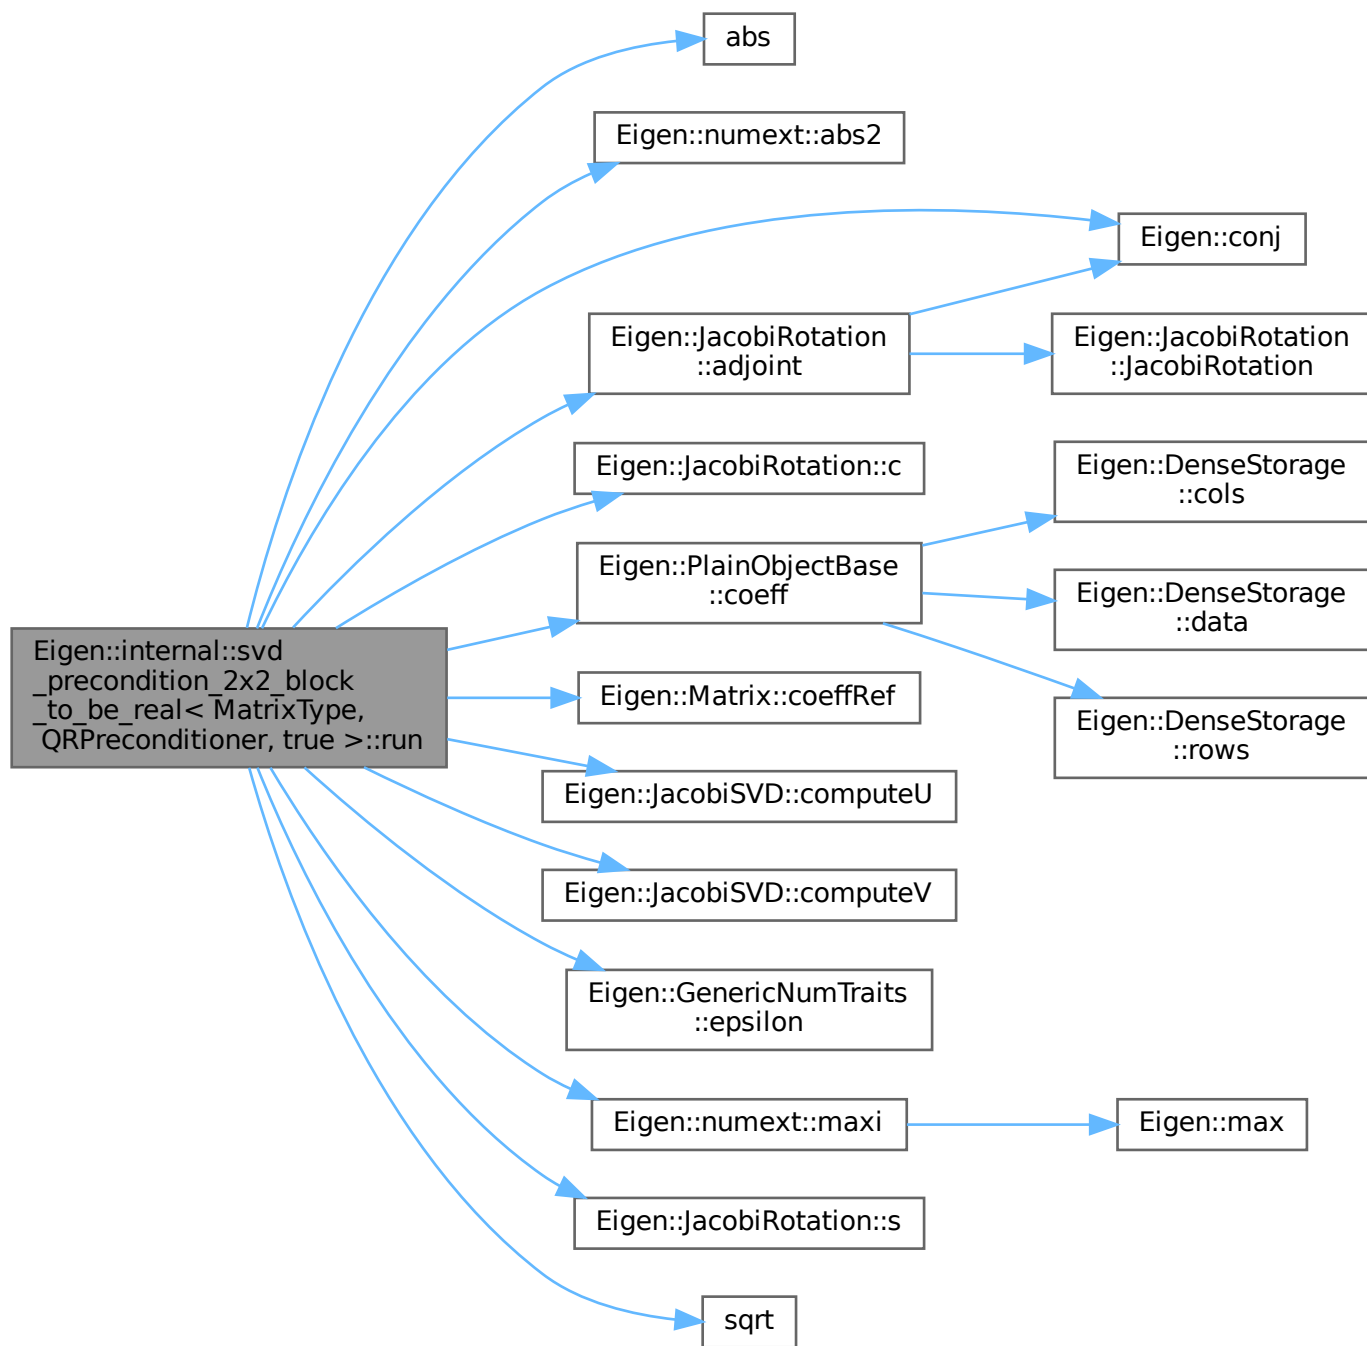 abs
Eigen::numext::abs2
Eigen::conj
Eigen::JacobiRotation
::adjoint
Eigen::JacobiRotation
::JacobiRotation
Eigen::JacobiRotation::c
Eigen::DenseStorage
::cols
Eigen::PlainObjectBase
::coeff
Eigen::DenseStorage
::data
Eigen::internal::svd
_precondition_2x2_block
_to_be_real< MatrixType,
QRPreconditioner, true >::run
Eigen::Matrix::coeffRef
Eigen::DenseStorage
::rows
Eigen::JacobiSVD::computeU
Eigen::JacobiSVD::computeV
Eigen::GenericNumTraits
::epsilon
Eigen::numext::maxi
Eigen::max
Eigen::JacobiRotation::s
sqrt